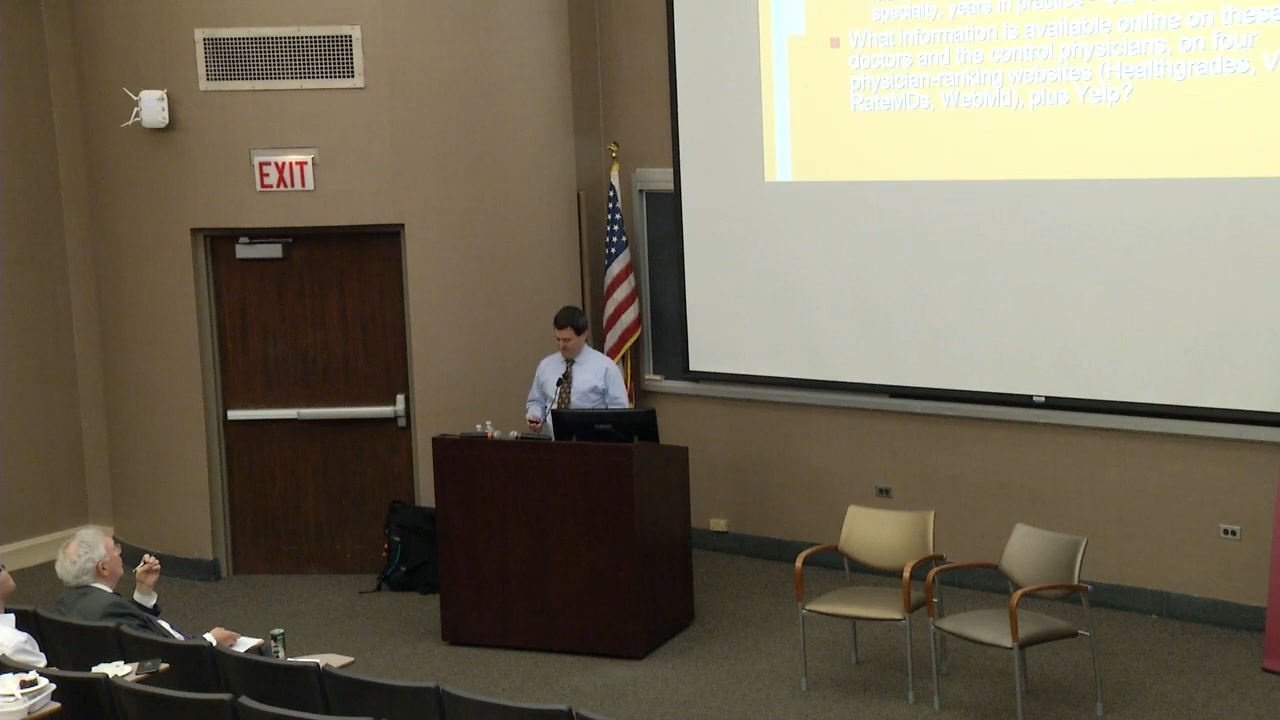 specialty, years in practice
What information is available online on these
doctors and the control physicians, on four
physician-ranking websites (Healthgrades, V
RateMDs, WebMd), plus Yelp?
EXIT